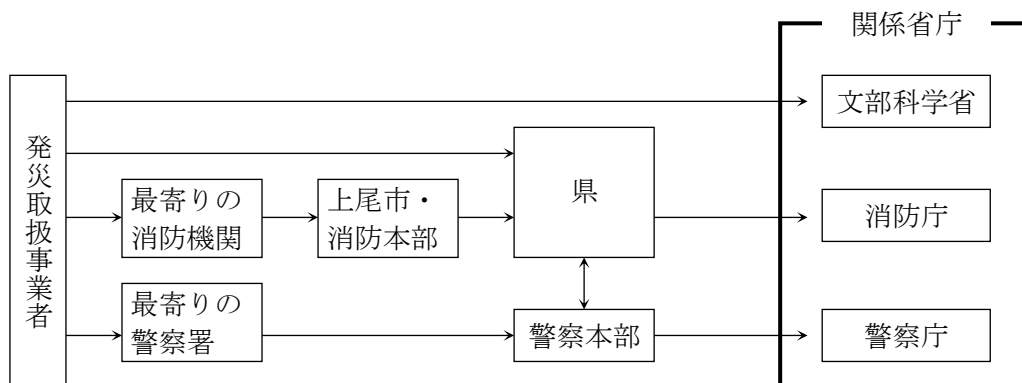 関係省庁
発災取扱事業者
文部科学省
県
最寄りの
消防機関
上尾市・
消防本部
消防庁
最寄りの
警察署
警察本部
警察庁